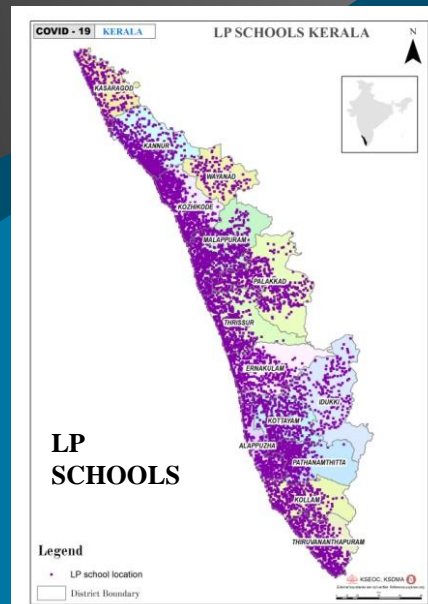 COVID - 19 KERALA
LP SCHOOLS KERALA
N
KASARAGOD
KANNUR
WAYANAD
KOZHIKODE
MALAPPURAM
PALAKKAD
THRISSUR
ERNAKULAM
IDUKKI
KOTTAYAM
ALAPPUZHA
PATHANAMTHITTA
KOLLAM
THIRUVANANTHAPURAM
LP
SCHOOLS
Legend
LP school location
District Boundary
KSEOC, KSDMA